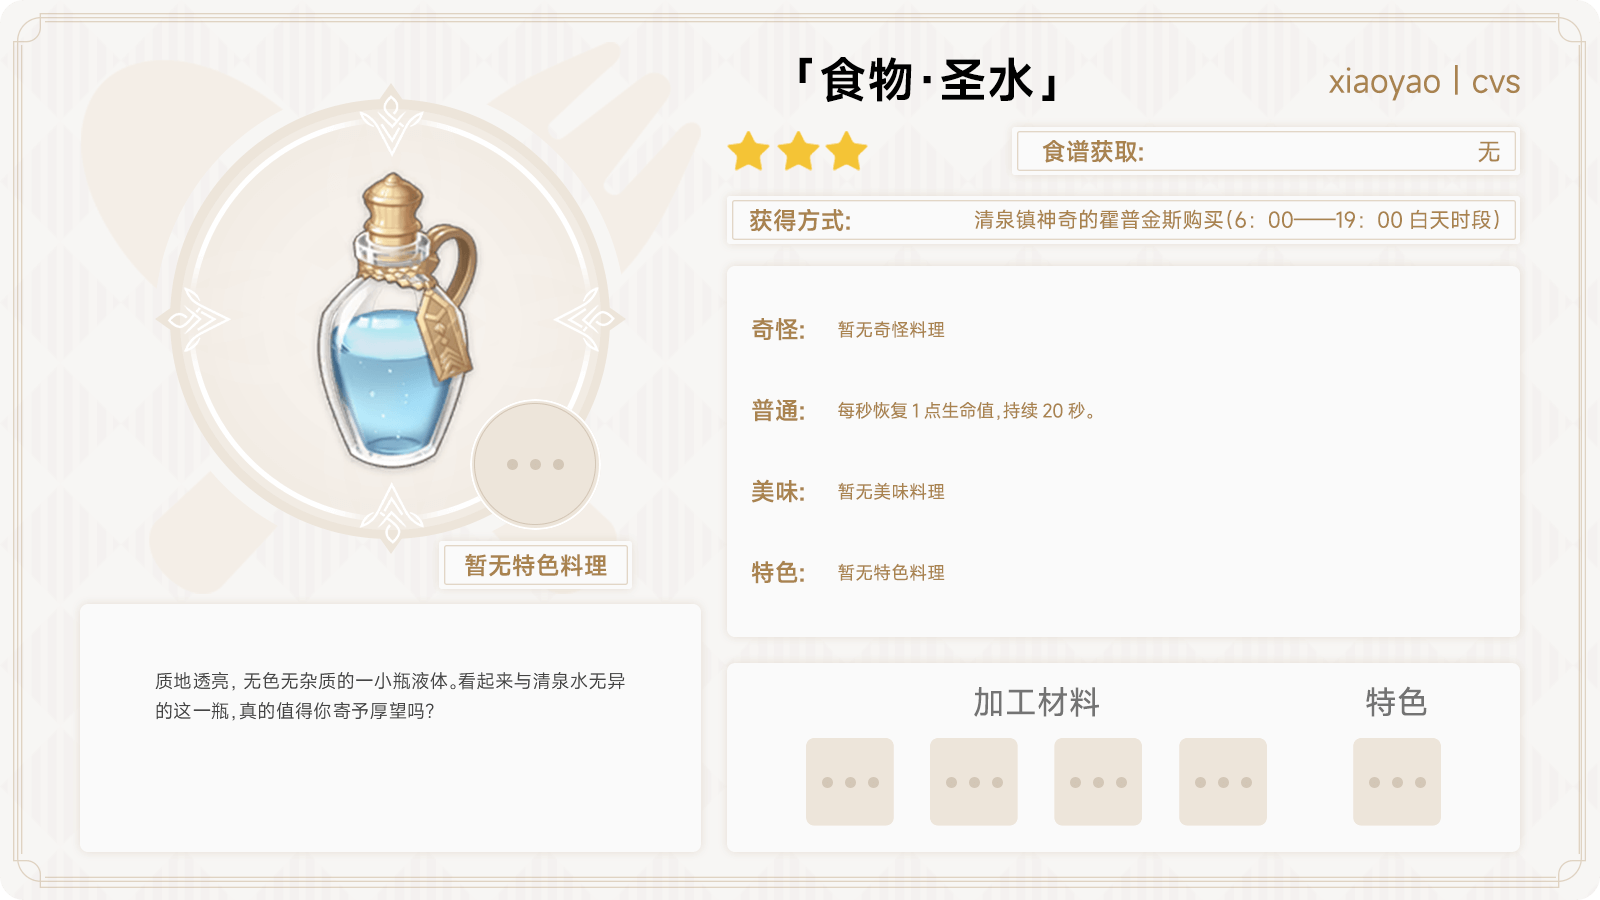 「食物·圣水」
xiaoyao | cvs
食谱获取: 无
获得方式: 清泉镇神奇的霍普金斯购买(6：00——19：00 白天时段)
奇怪: 暂无奇怪料理
普通: 每秒恢复 1 点生命值,持续 20 秒。
美味: 暂无美味料理
特色: 暂无特色料理
暂无特色料理
质地透亮，无色无杂质的一小瓶液体。看起来与清泉水无异
的这一瓶,真的值得你寄予厚望吗?
加工材料 特色